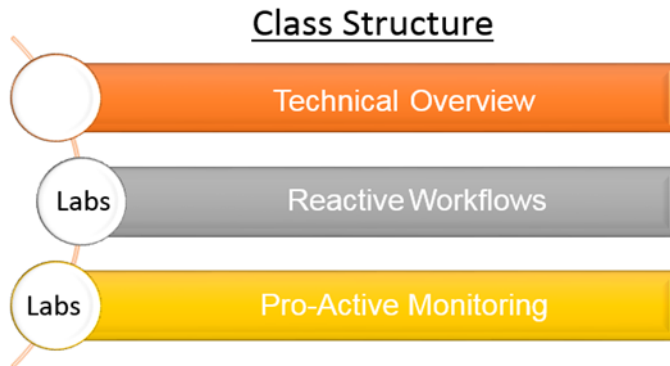 Class Structure
Technical Overview
Labs
Reactive Workflows
Labs
Pro-Active Monitoring